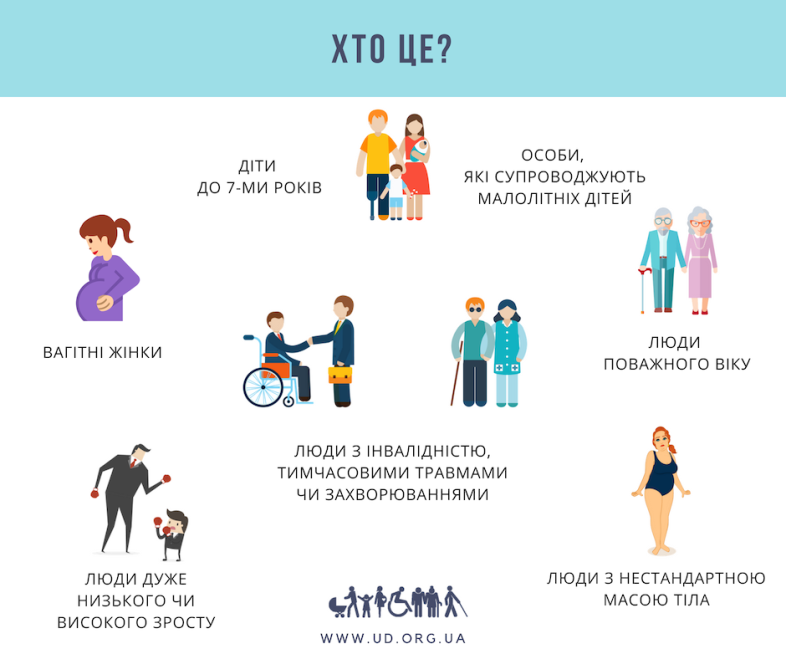 ХТО ЦЕ?
ДІТИ
ДО 7-МИ РОКІВ
ОСОБИ,
ЯКІ СУПРОВОДЖУЮТЬ
МАЛОЛІТНІХ ДІТЕЙ
ВАГІТНІ ЖІНКИ
ЛЮДИ
ПОВАЖНОГО ВІКУ
ЛЮДИ З ІНВАЛІДНІСТЮ,
ТИМЧАСОВИМИ ТРАВМАМИ
ЧИ ЗАХВОРЮВАННЯМИ
ЛЮДИ ДУЖЕ
НИЗЬКОГО ЧИ
ВИСОКОГО ЗРОСТУ
ЛЮДИ З НЕСТАНДАРТНОЮ
МАСОЮ ТІЛА
WWW.UD.ORG.UA